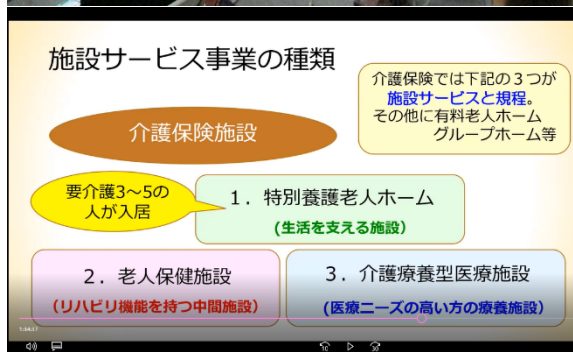 施設サービス事業の種類
介護保険では下記の３つが
施設サービスと規程。
その他に有料老人ホーム
グループホーム等
介護保険施設
要介護3～5の
人が入居
１．特別養護老人ホーム
(生活を支える施設)
２．老人保健施設
(リハビリ機能を持つ中間施設)
３．介護療養型医療施設
(医療ニーズの高い方の療養施設)
1:54:17
10
30